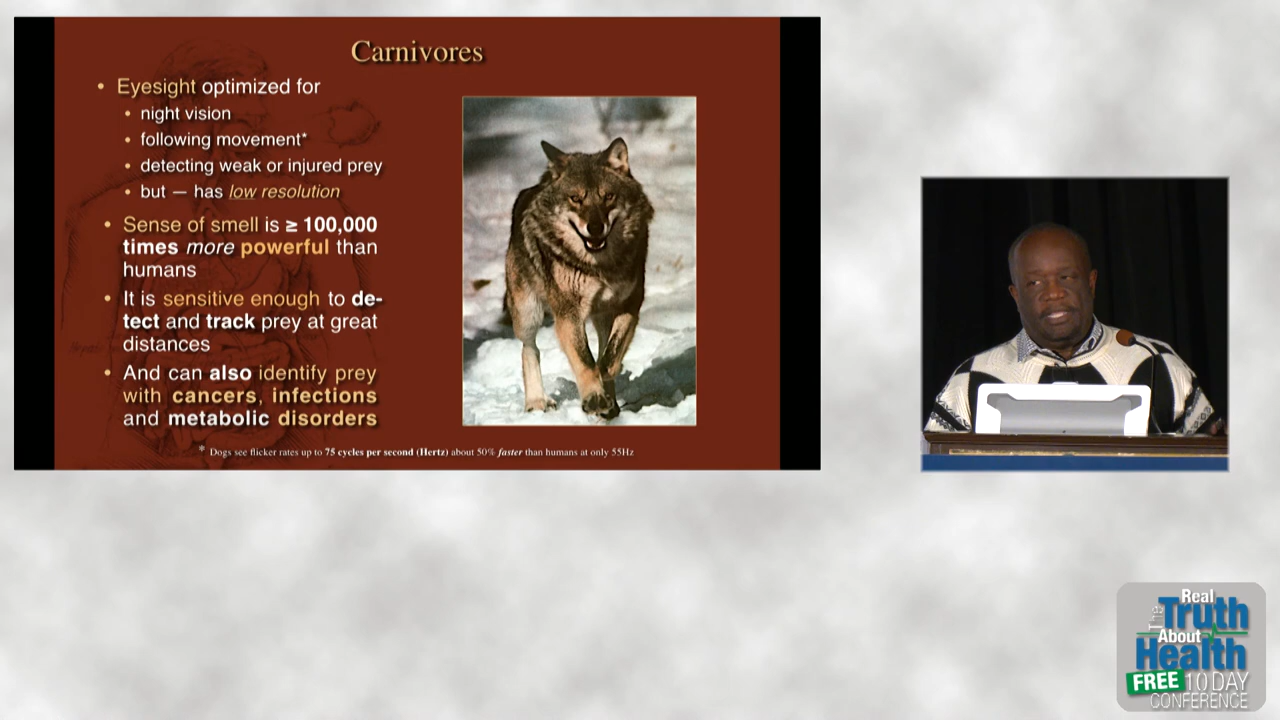 Carnivores
• Eyesight optimized for
• night vision
• following movement*
• detecting weak or injured prey
• but — has low resolution
• Sense of smell is ≥ 100,000
times more powerful than
humans
• It is sensitive enough to de-
tect and track prey at great
distances
• And can also identify prey
with cancers, infections
and metabolic disorders
* Dogs see flicker rates up to 75 cycles per second (Hertz) about 50% faster than humans at only 55Hz
The Real
Truth
About
Health
FREE 10 DAY
CONFERENCE